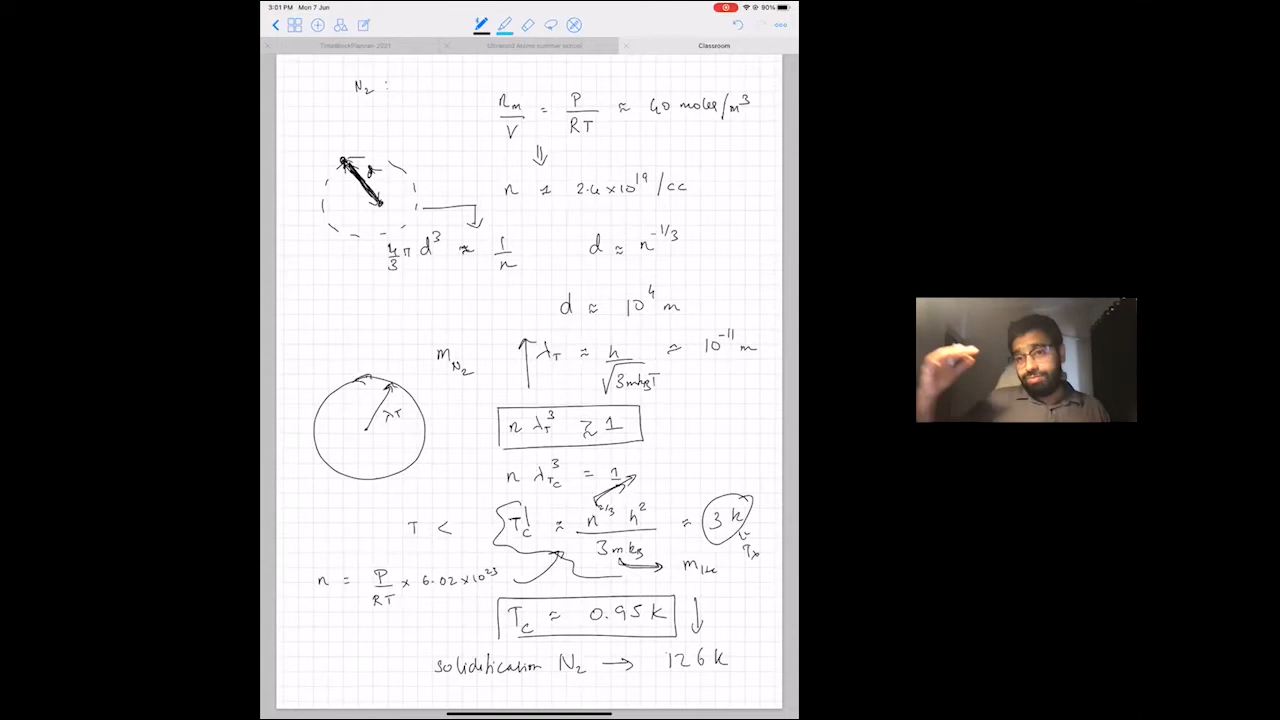 3:01 PM Mon 7 Jun
90%
TimeBlockPlanner 2021
Ultracold Atoms summer school
Classroom
N₂ :
n_m/V = P/RT ≈ 40 moles/m³
⇓
n ≈ 2.4×10¹⁹/cc
d
4/3 π d³ ≈ 1/n
d ≈ n^(-1/3)
d ≈ 10⁴ m
m_N₂
λ_T ≈ h/√(3mk_BT) ≈ 10⁻¹¹ m
λ_T
n λ_T³ ≳ 1
n λ_Tc³ = 1
T < T_c ≈ n^(2/3) h²/3mk_B ≈ 3 K
m_He
n = P/RT × 6.02×10²³
T_c ≈ 0.95 K
solidification N₂ → 126 K